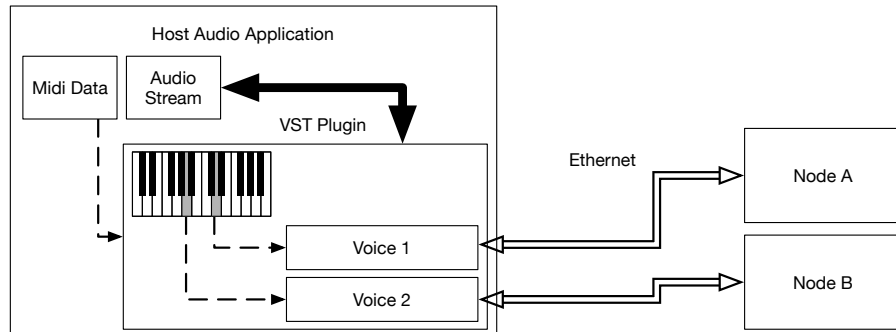 Host Audio Application
Midi Data
Audio
Stream
VST Plugin
Ethernet
Node A
Voice 1
Node B
Voice 2